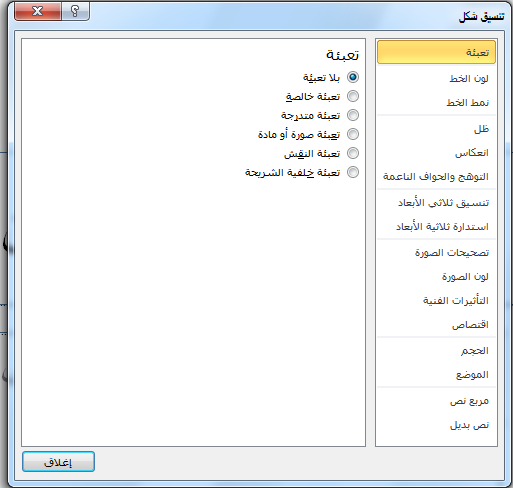 تنسيق شكل
تعبئة
لون الخط
نمط الخط
ظل
انعكاس
التوهج والحواف الناعمة
تنسيق ثلاثي الأبعاد
استدارة ثلاثية الأبعاد
تصحيحات الصورة
لون الصورة
التأثيرات الفنية
اقتصاص
الحجم
الموضع
مربع نص
نص بديل
تعبئة
بلا تعبئة
تعبئة خالصة
تعبئة متدرجة
تعبئة صورة أو مادة
تعبئة النقش
تعبئة خلفية الشريحة
إغلاق